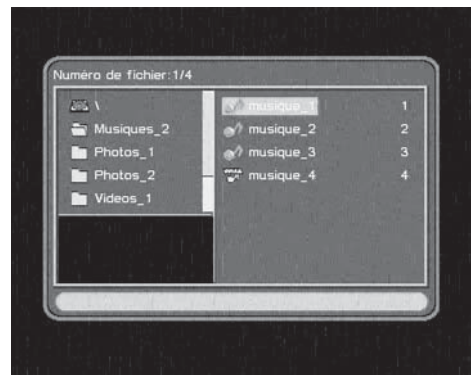 Numéro de fichier:1/4
\
Musiques_2
Photos_1
Photos_2
Videos_1
musique_1 1
musique_2 2
musique_3 3
musique_4 4